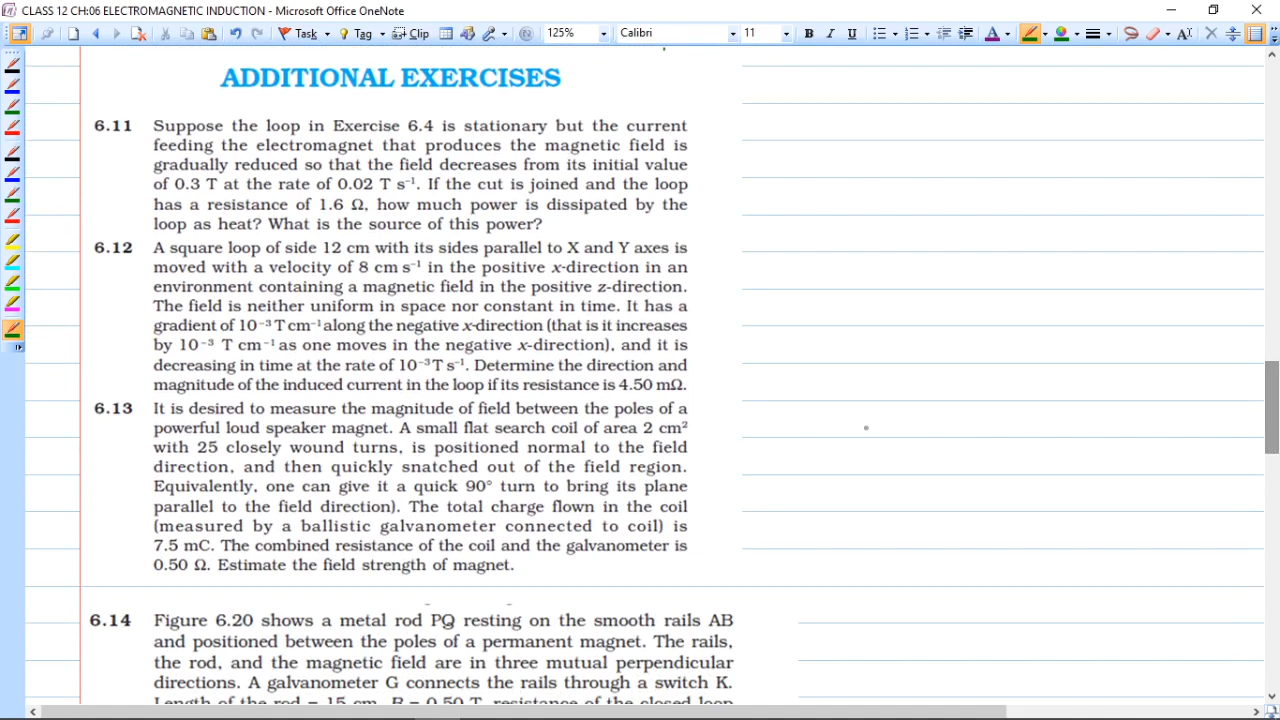 CLASS 12 CH:06 ELECTROMAGNETIC INDUCTION - Microsoft OneNote
Task Tag Clip 125% Calibri 11 B I U
ADDITIONAL EXERCISES
6.11 Suppose the loop in Exercise 6.4 is stationary but the current
feeding the electromagnet that produces the magnetic field is
gradually reduced so that the field decreases from its initial value
of 0.3 T at the rate of 0.02 T s⁻¹. If the cut is joined and the loop
has a resistance of 1.6 Ω, how much power is dissipated by the
loop as heat? What is the source of this power?
6.12 A square loop of side 12 cm with its sides parallel to X and Y axes is
moved with a velocity of 8 cm s⁻¹ in the positive x-direction in an
environment containing a magnetic field in the positive z-direction.
The field is neither uniform in space nor constant in time. It has a
gradient of 10⁻³ T cm⁻¹ along the negative x-direction (that is it increases
by 10⁻³ T cm⁻¹ as one moves in the negative x-direction), and it is
decreasing in time at the rate of 10⁻³ T s⁻¹. Determine the direction and
magnitude of the induced current in the loop if its resistance is 4.50 mΩ.
6.13 It is desired to measure the magnitude of field between the poles of a
powerful loud speaker magnet. A small flat search coil of area 2 cm²
with 25 closely wound turns, is positioned normal to the field
direction, and then quickly snatched out of the field region.
Equivalently, one can give it a quick 90° turn to bring its plane
parallel to the field direction). The total charge flown in the coil
(measured by a ballistic galvanometer connected to coil) is
7.5 mC. The combined resistance of the coil and the galvanometer is
0.50 Ω. Estimate the field strength of magnet.
6.14 Figure 6.20 shows a metal rod PQ resting on the smooth rails AB
and positioned between the poles of a permanent magnet. The rails,
the rod, and the magnetic field are in three mutual perpendicular
directions. A galvanometer G connects the rails through a switch K.
Length of the rod = 15 cm, B = 0.50 T, resistance of the closed loop